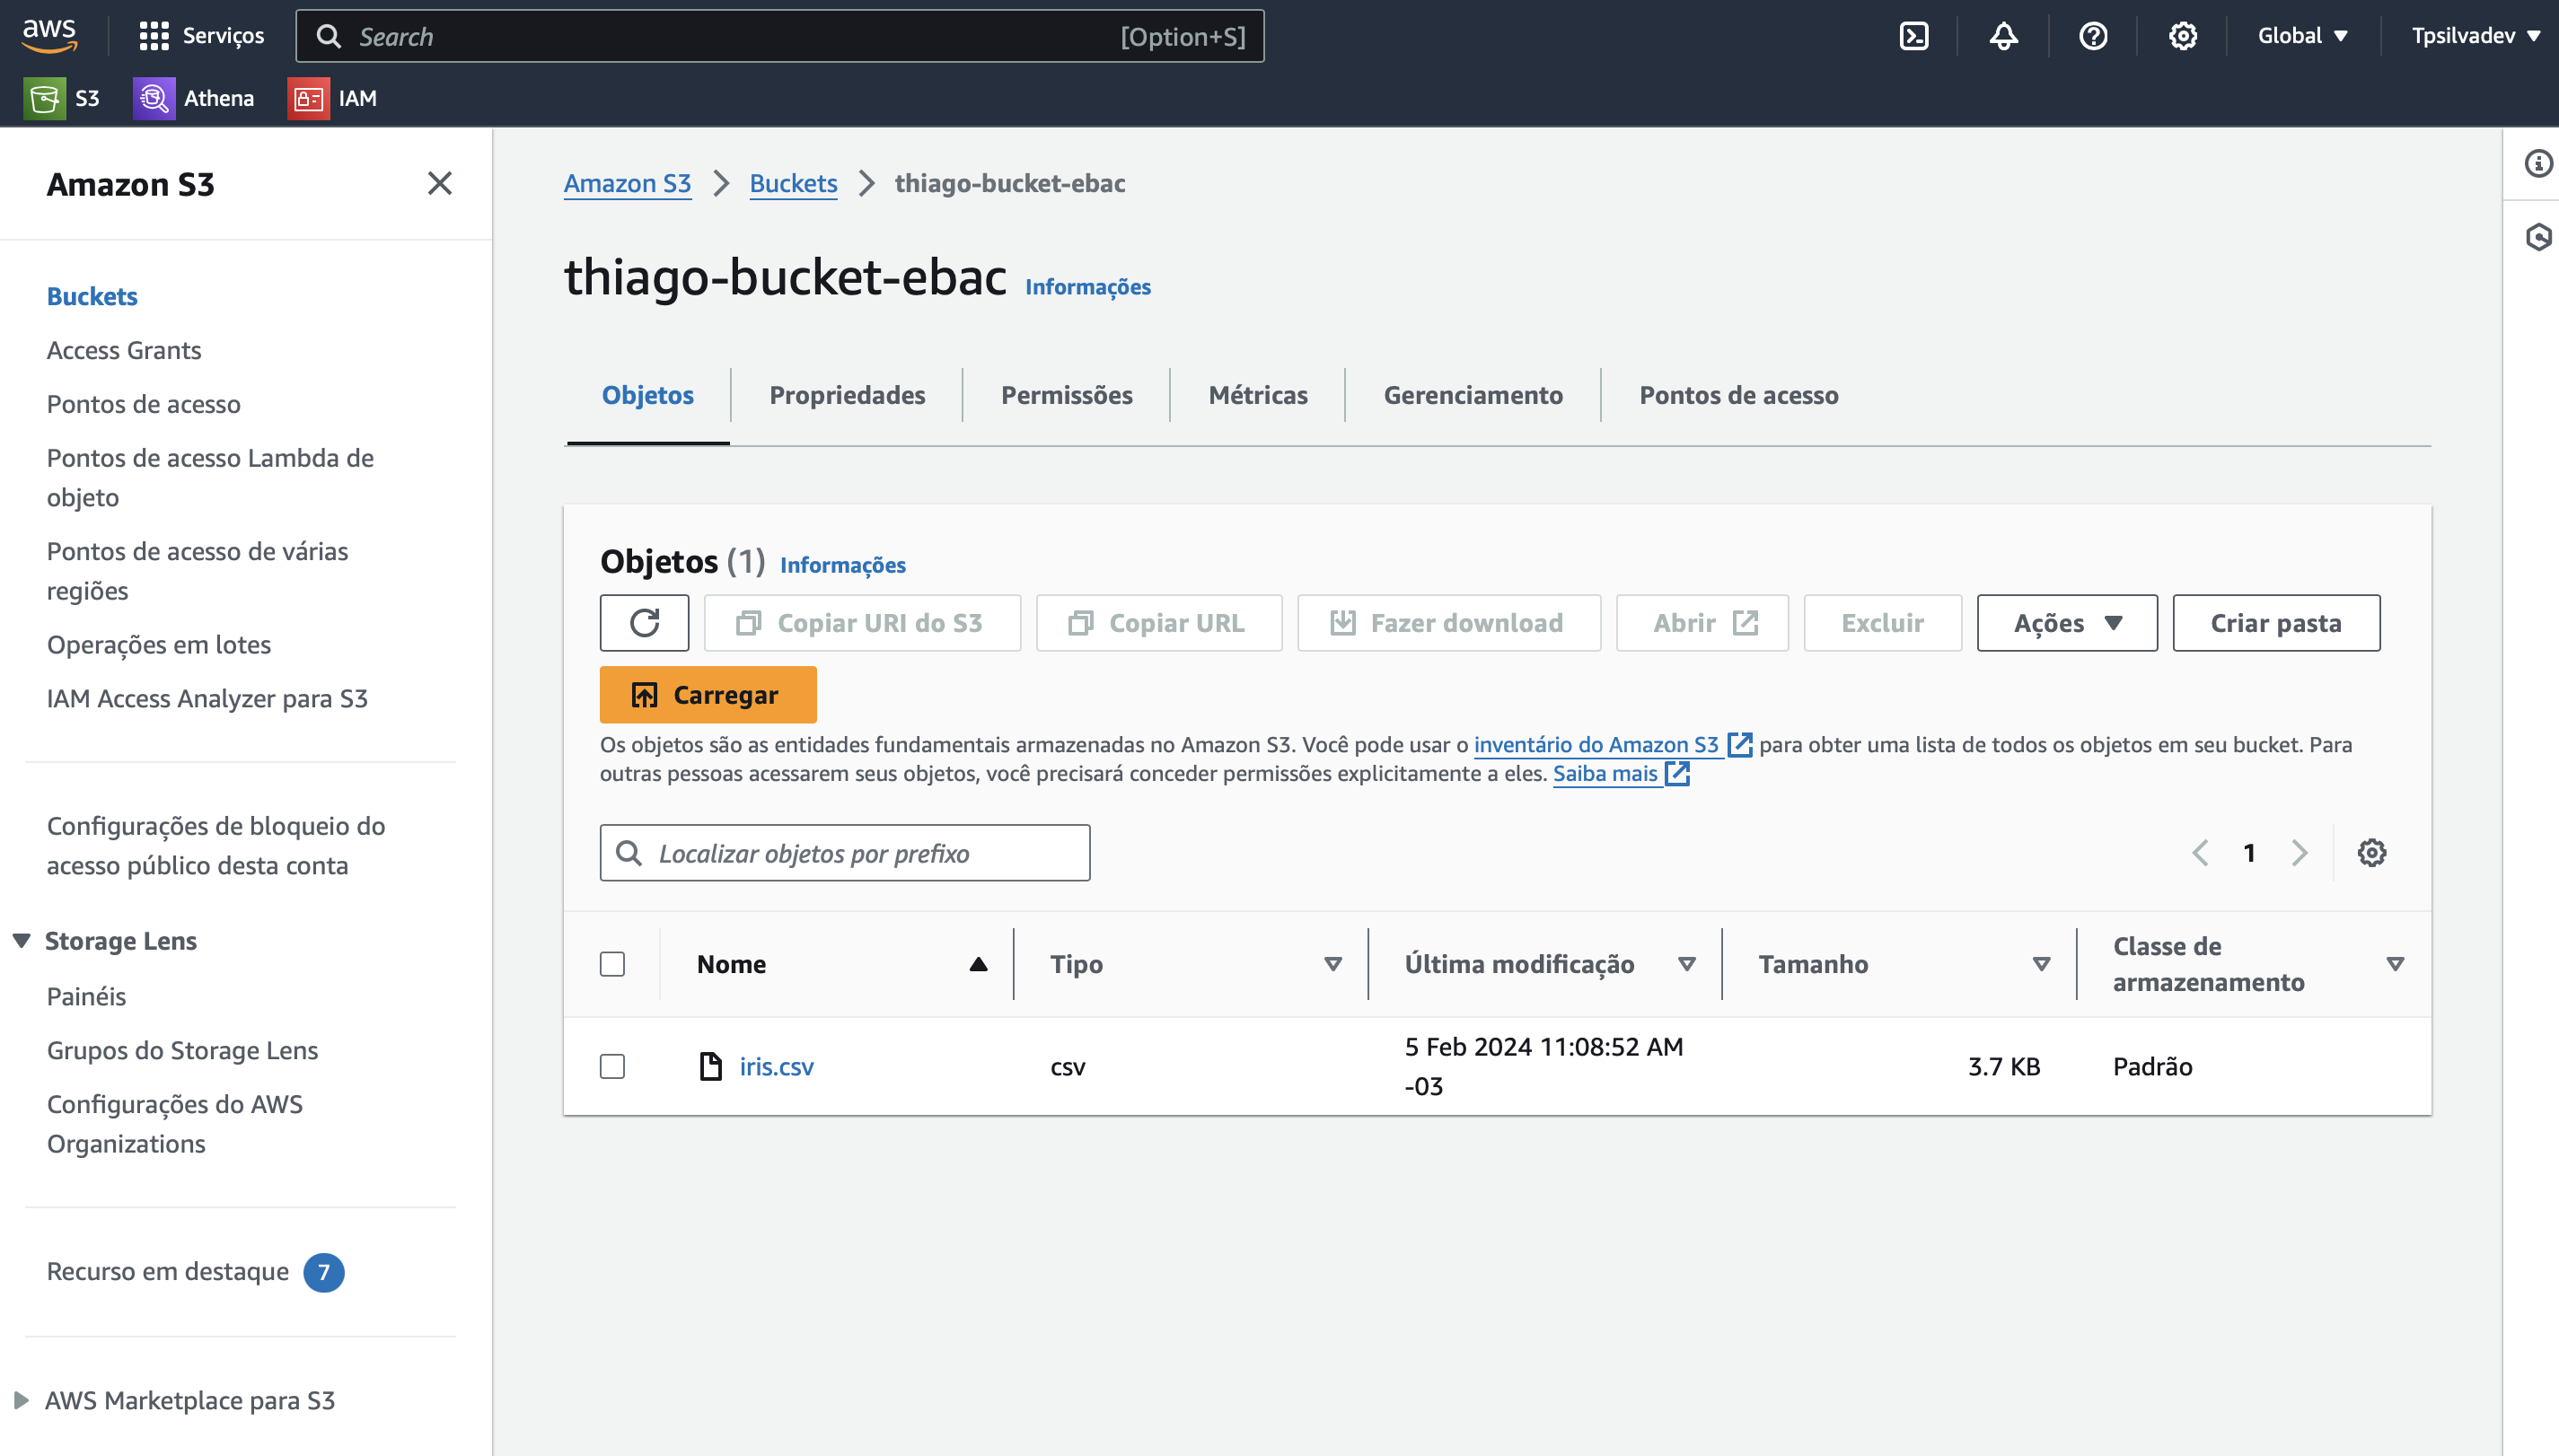 aws
Serviços
Search
[Option+S]
Global
Tpsilvadev
S3
Athena
IAM
Amazon S3
Buckets
Access Grants
Pontos de acesso
Pontos de acesso Lambda de
objeto
Pontos de acesso de várias
regiões
Operações em lotes
IAM Access Analyzer para S3
Configurações de bloqueio do
acesso público desta conta
Storage Lens
Painéis
Grupos do Storage Lens
Configurações do AWS
Organizations
Recurso em destaque 7
AWS Marketplace para S3
Amazon S3
Buckets
thiago-bucket-ebac
thiago-bucket-ebac Informações
Objetos
Propriedades
Permissões
Métricas
Gerenciamento
Pontos de acesso
Objetos (1) Informações
Copiar URI do S3
Copiar URL
Fazer download
Abrir
Excluir
Ações
Criar pasta
Carregar
Os objetos são as entidades fundamentais armazenadas no Amazon S3. Você pode usar o inventário do Amazon S3 para obter uma lista de todos os objetos em seu bucket. Para
outras pessoas acessarem seus objetos, você precisará conceder permissões explicitamente a eles. Saiba mais
Localizar objetos por prefixo
1
Nome
Tipo
Última modificação
Tamanho
Classe de
armazenamento
iris.csv
csv
5 Feb 2024 11:08:52 AM
-03
3.7 KB
Padrão